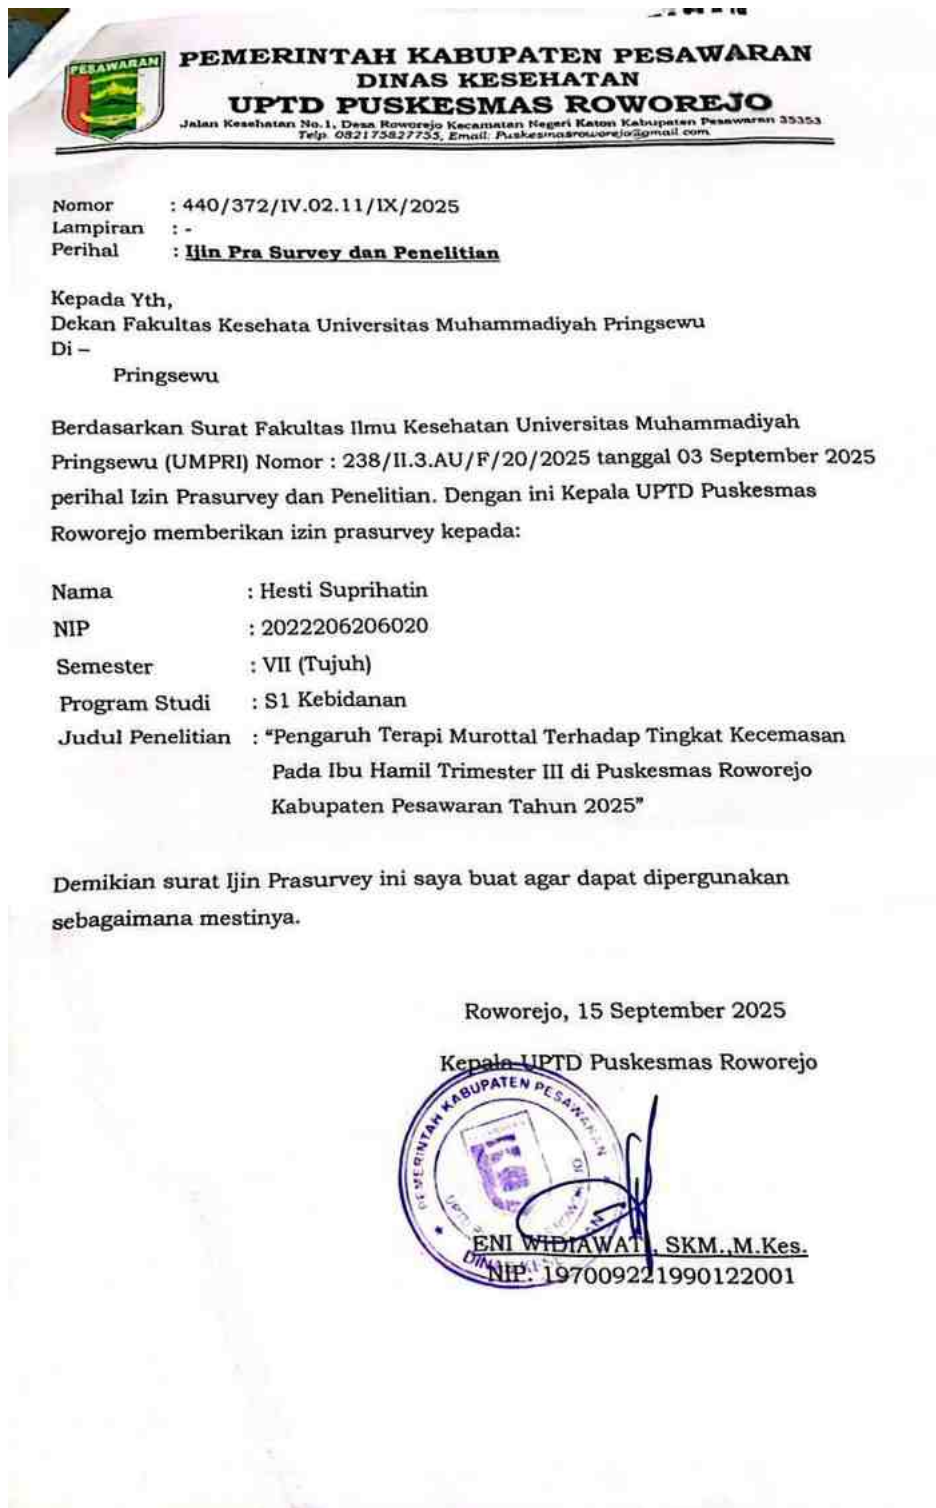 PESAWARAN
PEMERINTAH KABUPATEN PESAWARAN
DINAS KESEHATAN
UPTD PUSKESMAS ROWOREJO
Jalan Kesehatan No.1, Desa Roworejo Kecamatan Negeri Katon Kabupaten Pesawaran 35353
Telp. 082175827755, Email: Puskesmasroworejo@gmail.com
Nomor : 440/372/IV.02.11/IX/2025
Lampiran : -
Perihal : Ijin Pra Survey dan Penelitian
Kepada Yth,
Dekan Fakultas Kesehata Universitas Muhammadiyah Pringsewu
Di –
Pringsewu
Berdasarkan Surat Fakultas Ilmu Kesehatan Universitas Muhammadiyah
Pringsewu (UMPRI) Nomor : 238/II.3.AU/F/20/2025 tanggal 03 September 2025
perihal Izin Prasurvey dan Penelitian. Dengan ini Kepala UPTD Puskesmas
Roworejo memberikan izin prasurvey kepada:
Nama : Hesti Suprihatin
NIP : 2022206206020
Semester : VII (Tujuh)
Program Studi : S1 Kebidanan
Judul Penelitian : “Pengaruh Terapi Murottal Terhadap Tingkat Kecemasan
Pada Ibu Hamil Trimester III di Puskesmas Roworejo
Kabupaten Pesawaran Tahun 2025”
Demikian surat Ijin Prasurvey ini saya buat agar dapat dipergunakan
sebagaimana mestinya.
Roworejo, 15 September 2025
Kepala UPTD Puskesmas Roworejo
PEMERINTAH KABUPATEN PESAWARAN
ENI WIDIAWATI, SKM.,M.Kes.
NIP. 197009221990122001